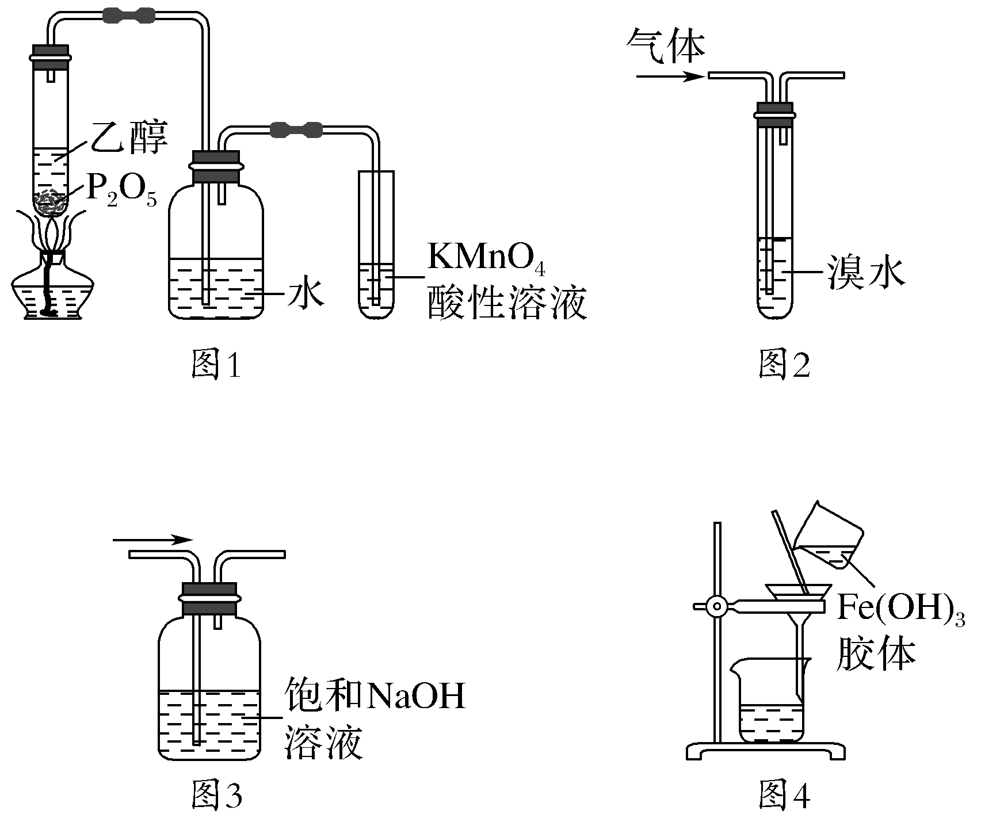 乙醇
P₂O₅
水
KMnO₄
酸性溶液
图1
气体
溴水
图2
饱和NaOH
溶液
图3
Fe(OH)₃
胶体
图4